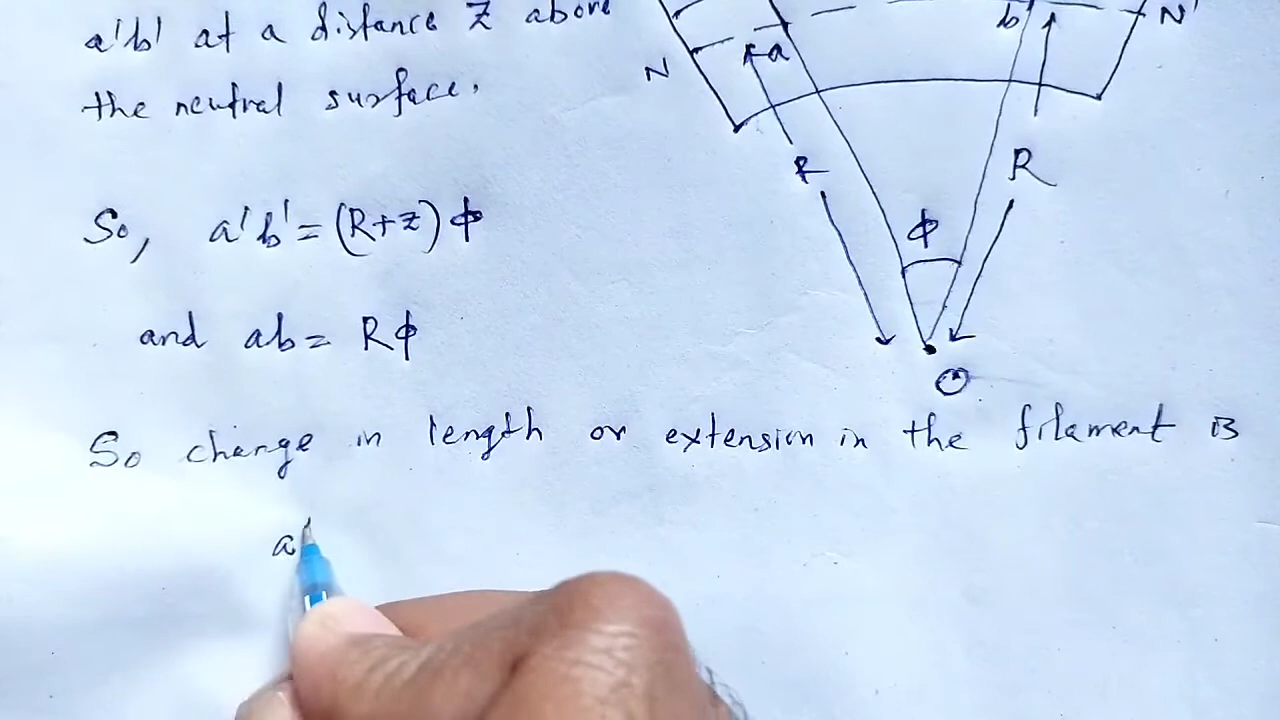 a'b' at a distance z above
the neutral surface.
N
a
b
N'
R
R
So, a'b' = (R+z) ϕ
ϕ
and ab = Rϕ
O
So change in length or extension in the filament is
a'